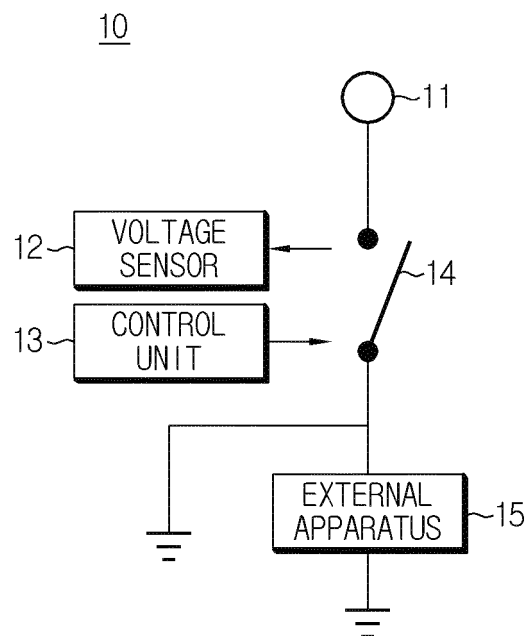 10
11
VOLTAGE
SENSOR
12
14
CONTROL
UNIT
13
EXTERNAL
APPARATUS
15